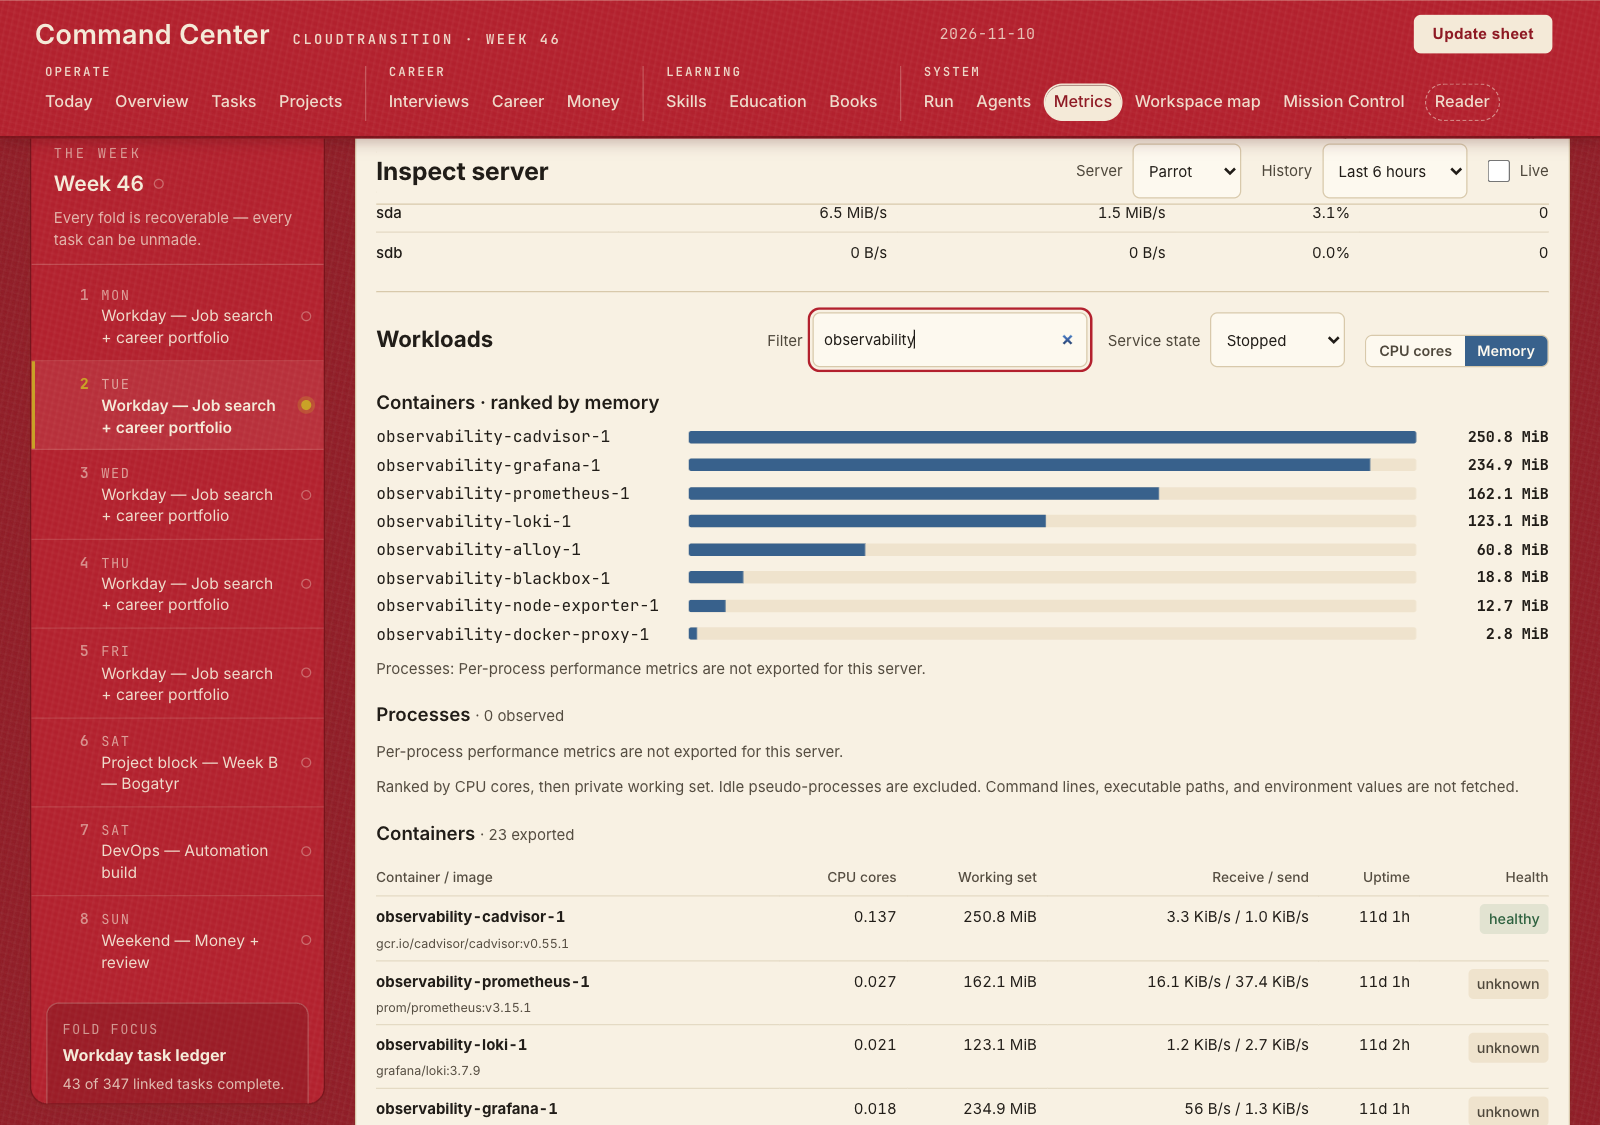 Command Center
CLOUDTRANSITION · WEEK 46
2026-11-10
Update sheet
OPERATE
Today Overview Tasks Projects
CAREER
Interviews Career Money
LEARNING
Skills Education Books
SYSTEM
Run Agents Metrics Workspace map Mission Control Reader
THE WEEK
Week 46
Every fold is recoverable — every
task can be unmade.
1 MON
Workday — Job search
+ career portfolio
2 TUE
Workday — Job search
+ career portfolio
3 WED
Workday — Job search
+ career portfolio
4 THU
Workday — Job search
+ career portfolio
5 FRI
Workday — Job search
+ career portfolio
6 SAT
Project block — Week B
— Bogatyr
7 SAT
DevOps — Automation
build
8 SUN
Weekend — Money +
review
FOLD FOCUS
Workday task ledger
43 of 347 linked tasks complete.
Inspect server
Server Parrot History Last 6 hours Live
sda 6.5 MiB/s 1.5 MiB/s 3.1% 0
sdb 0 B/s 0 B/s 0.0% 0
Workloads
Filter observability × Service state Stopped CPU cores Memory
Containers · ranked by memory
observability-cadvisor-1 250.8 MiB
observability-grafana-1 234.9 MiB
observability-prometheus-1 162.1 MiB
observability-loki-1 123.1 MiB
observability-alloy-1 60.8 MiB
observability-blackbox-1 18.8 MiB
observability-node-exporter-1 12.7 MiB
observability-docker-proxy-1 2.8 MiB
Processes: Per-process performance metrics are not exported for this server.
Processes · 0 observed
Per-process performance metrics are not exported for this server.
Ranked by CPU cores, then private working set. Idle pseudo-processes are excluded. Command lines, executable paths, and environment values are not fetched.
Containers · 23 exported
Container / image CPU cores Working set Receive / send Uptime Health
observability-cadvisor-1 0.137 250.8 MiB 3.3 KiB/s / 1.0 KiB/s 11d 1h healthy
gcr.io/cadvisor/cadvisor:v0.55.1
observability-prometheus-1 0.027 162.1 MiB 16.1 KiB/s / 37.4 KiB/s 11d 1h unknown
prom/prometheus:v3.15.1
observability-loki-1 0.021 123.1 MiB 1.2 KiB/s / 2.7 KiB/s 11d 2h unknown
grafana/loki:3.7.9
observability-grafana-1 0.018 234.9 MiB 56 B/s / 1.3 KiB/s 11d 1h unknown